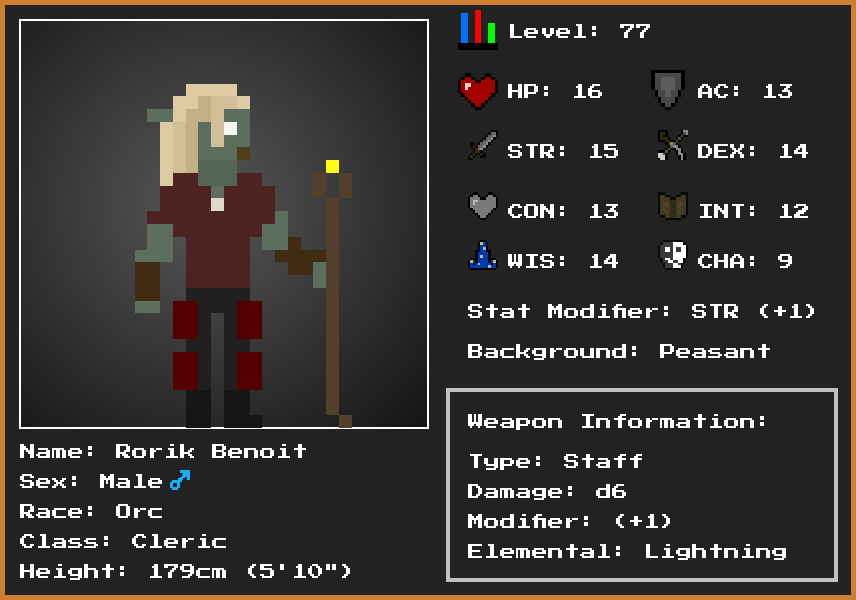 Level: 77
HP: 16 AC: 13
STR: 15 DEX: 14
CON: 13 INT: 12
WIS: 14 CHA: 9
Stat Modifier: STR (+1)
Background: Peasant
Weapon Information:
Type: Staff
Damage: d6
Modifier: (+1)
Elemental: Lightning
Name: Rorik Benoit
Sex: Male ♂
Race: Orc
Class: Cleric
Height: 179cm (5'10")